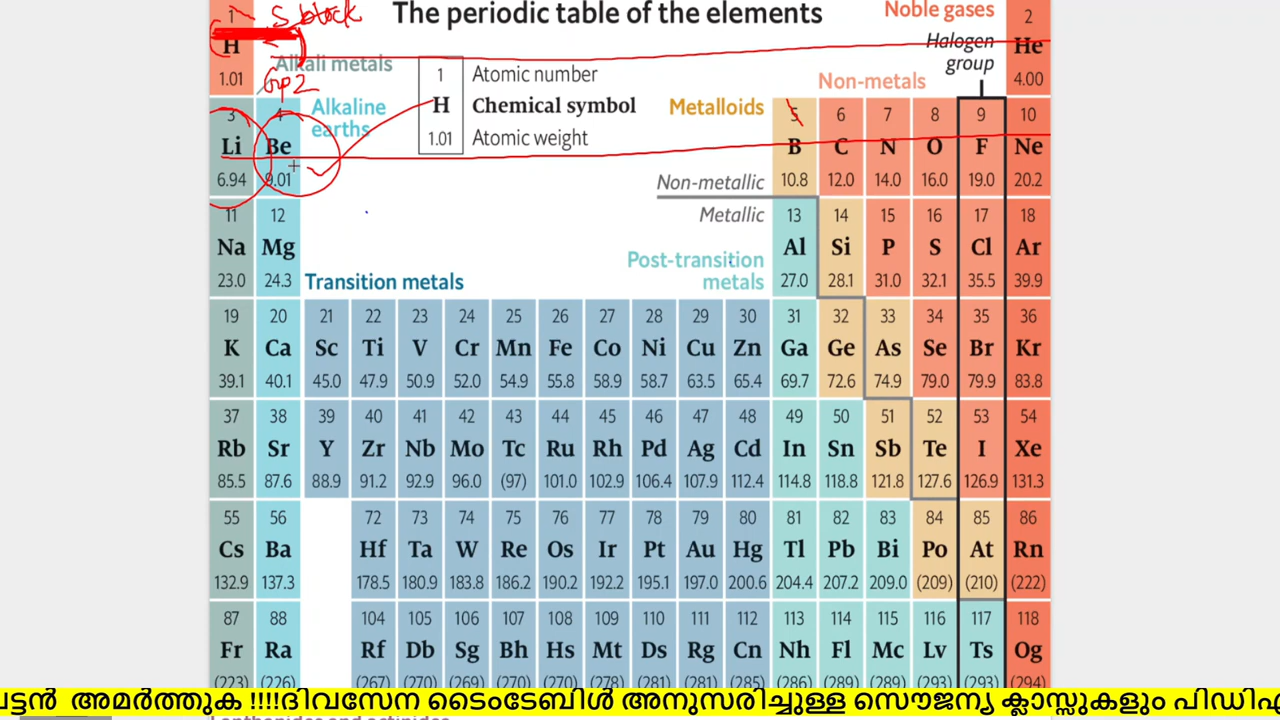 The periodic table of the elements
Noble gases
Halogen
group
Non-metals
Alkali metals
Alkaline
earths
Metalloids
S block
Gp 2
1 Atomic number
H Chemical symbol
1.01 Atomic weight
Non-metallic
Metallic
Transition metals
Post-transition
metals
1 2
H He
1.01 4.00
3 4 5 6 7 8 9 10
Li Be B C N O F Ne
6.94 9.01 10.8 12.0 14.0 16.0 19.0 20.2
11 12 13 14 15 16 17 18
Na Mg Al Si P S Cl Ar
23.0 24.3 27.0 28.1 31.0 32.1 35.5 39.9
19 20 21 22 23 24 25 26 27 28 29 30 31 32 33 34 35 36
K Ca Sc Ti V Cr Mn Fe Co Ni Cu Zn Ga Ge As Se Br Kr
39.1 40.1 45.0 47.9 50.9 52.0 54.9 55.8 58.9 58.7 63.5 65.4 69.7 72.6 74.9 79.0 79.9 83.8
37 38 39 40 41 42 43 44 45 46 47 48 49 50 51 52 53 54
Rb Sr Y Zr Nb Mo Tc Ru Rh Pd Ag Cd In Sn Sb Te I Xe
85.5 87.6 88.9 91.2 92.9 96.0 (97) 101.0 102.9 106.4 107.9 112.4 114.8 118.8 121.8 127.6 126.9 131.3
55 56 72 73 74 75 76 77 78 79 80 81 82 83 84 85 86
Cs Ba Hf Ta W Re Os Ir Pt Au Hg Tl Pb Bi Po At Rn
132.9 137.3 178.5 180.9 183.8 186.2 190.2 192.2 195.1 197.0 200.6 204.4 207.2 209.0 (209) (210) (222)
87 88 104 105 106 107 108 109 110 111 112 113 114 115 116 117 118
Fr Ra Rf Db Sg Bh Hs Mt Ds Rg Cn Nh Fl Mc Lv Ts Og
(223) (226) (267) (270) (269) (270) (270) (278) (281) (281) (285) (286) (289) (289) (293) (293) (294)
ട്ടൻ അമർത്തുക !!!!ദിവസേന ടൈംടേബിൾ അനുസരിച്ചുള്ള സൌജന്യ ക്ലാസ്സുകളും പിഡിഎ